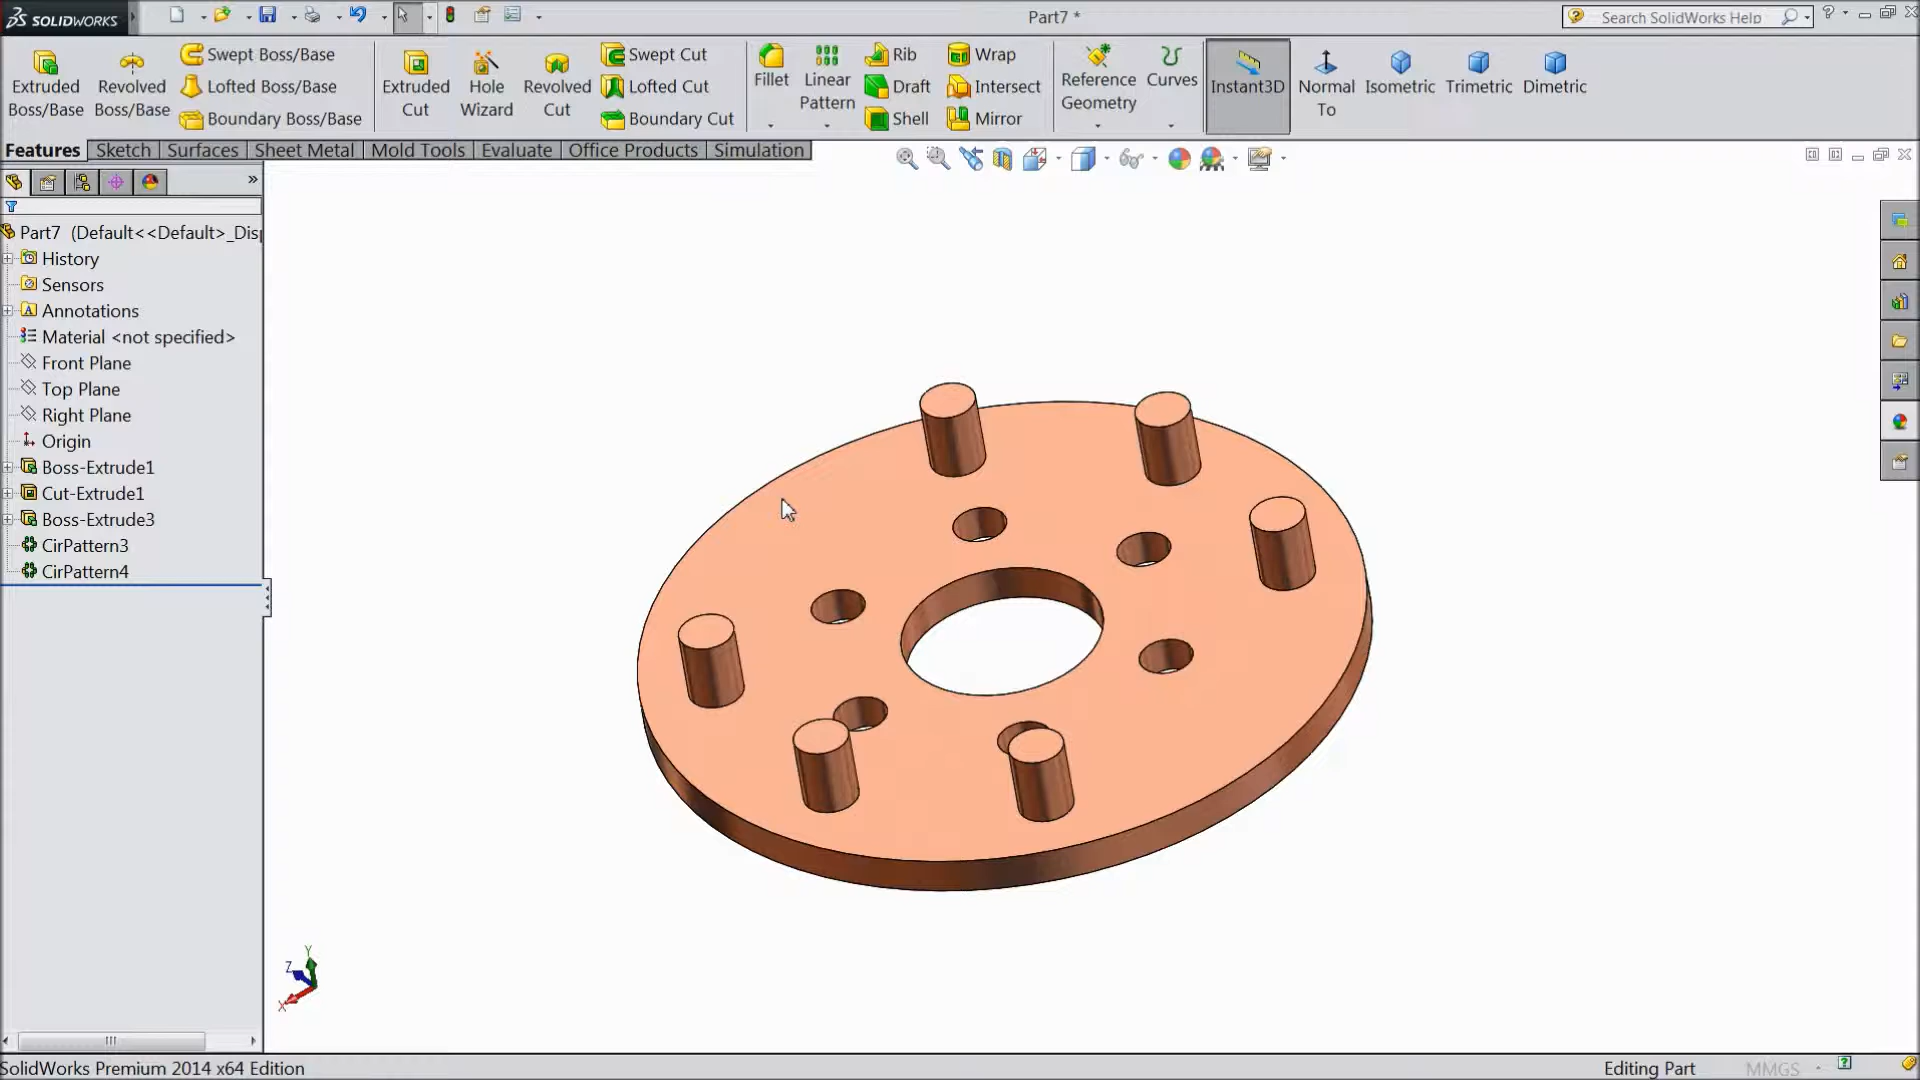 SOLIDWORKS
Part7 *
Search SolidWorks Help
Extruded Boss/Base
Revolved Boss/Base
Swept Boss/Base
Lofted Boss/Base
Boundary Boss/Base
Extruded Cut
Hole Wizard
Revolved Cut
Swept Cut
Lofted Cut
Boundary Cut
Fillet
Linear Pattern
Rib
Draft
Shell
Wrap
Intersect
Mirror
Reference Geometry
Curves
Instant3D
Normal To
Isometric
Trimetric
Dimetric
Features Sketch Surfaces Sheet Metal Mold Tools Evaluate Office Products Simulation
Part7 (Default<<Default>_Dis
History
Sensors
Annotations
Material <not specified>
Front Plane
Top Plane
Right Plane
Origin
Boss-Extrude1
Cut-Extrude1
Boss-Extrude3
CirPattern3
CirPattern4
Y
Z
X
SolidWorks Premium 2014 x64 Edition
Editing Part
MMGS